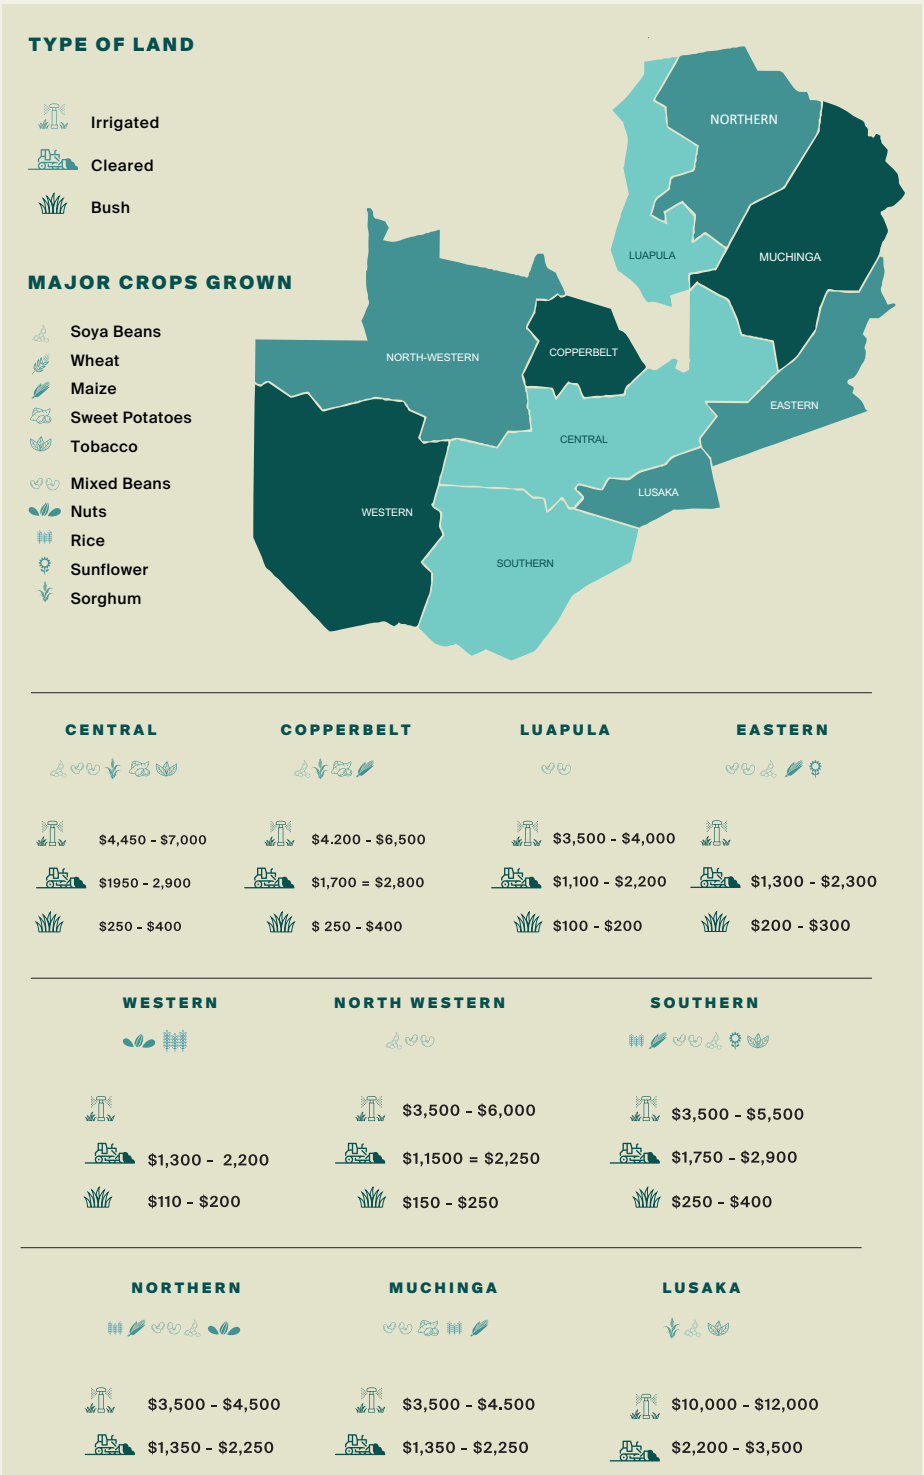 TYPE OF LAND
Irrigated
Cleared
Bush
MAJOR CROPS GROWN
Soya Beans
Wheat
Maize
Sweet Potatoes
Tobacco
Mixed Beans
Nuts
Rice
Sunflower
Sorghum
NORTHERN
LUAPULA
MUCHINGA
NORTH-WESTERN
COPPERBELT
EASTERN
CENTRAL
LUSAKA
WESTERN
SOUTHERN
CENTRAL COPPERBELT LUAPULA EASTERN
$4,450 - $7,000 $4.200 - $6,500 $3,500 - $4,000
$1950 - 2,900 $1,700 = $2,800 $1,100 - $2,200 $1,300 - $2,300
$250 - $400 $ 250 - $400 $100 - $200 $200 - $300
WESTERN NORTH WESTERN SOUTHERN
$3,500 - $6,000 $3,500 - $5,500
$1,300 - 2,200 $1,1500 = $2,250 $1,750 - $2,900
$110 - $200 $150 - $250 $250 - $400
NORTHERN MUCHINGA LUSAKA
$3,500 - $4,500 $3,500 - $4.500 $10,000 - $12,000
$1,350 - $2,250 $1,350 - $2,250 $2,200 - $3,500